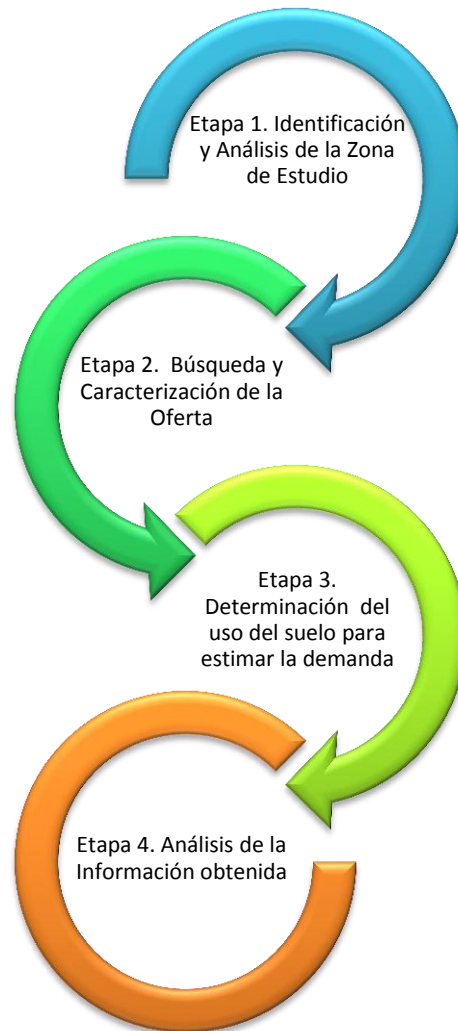 Etapa 1. Identificación
y Análisis de la Zona
de Estudio
Etapa 2.  Búsqueda y
Caracterización de la
Oferta
Etapa 3.
Determinación  del
uso del suelo para
estimar la demanda
Etapa 4. Análisis de la
Información obtenida